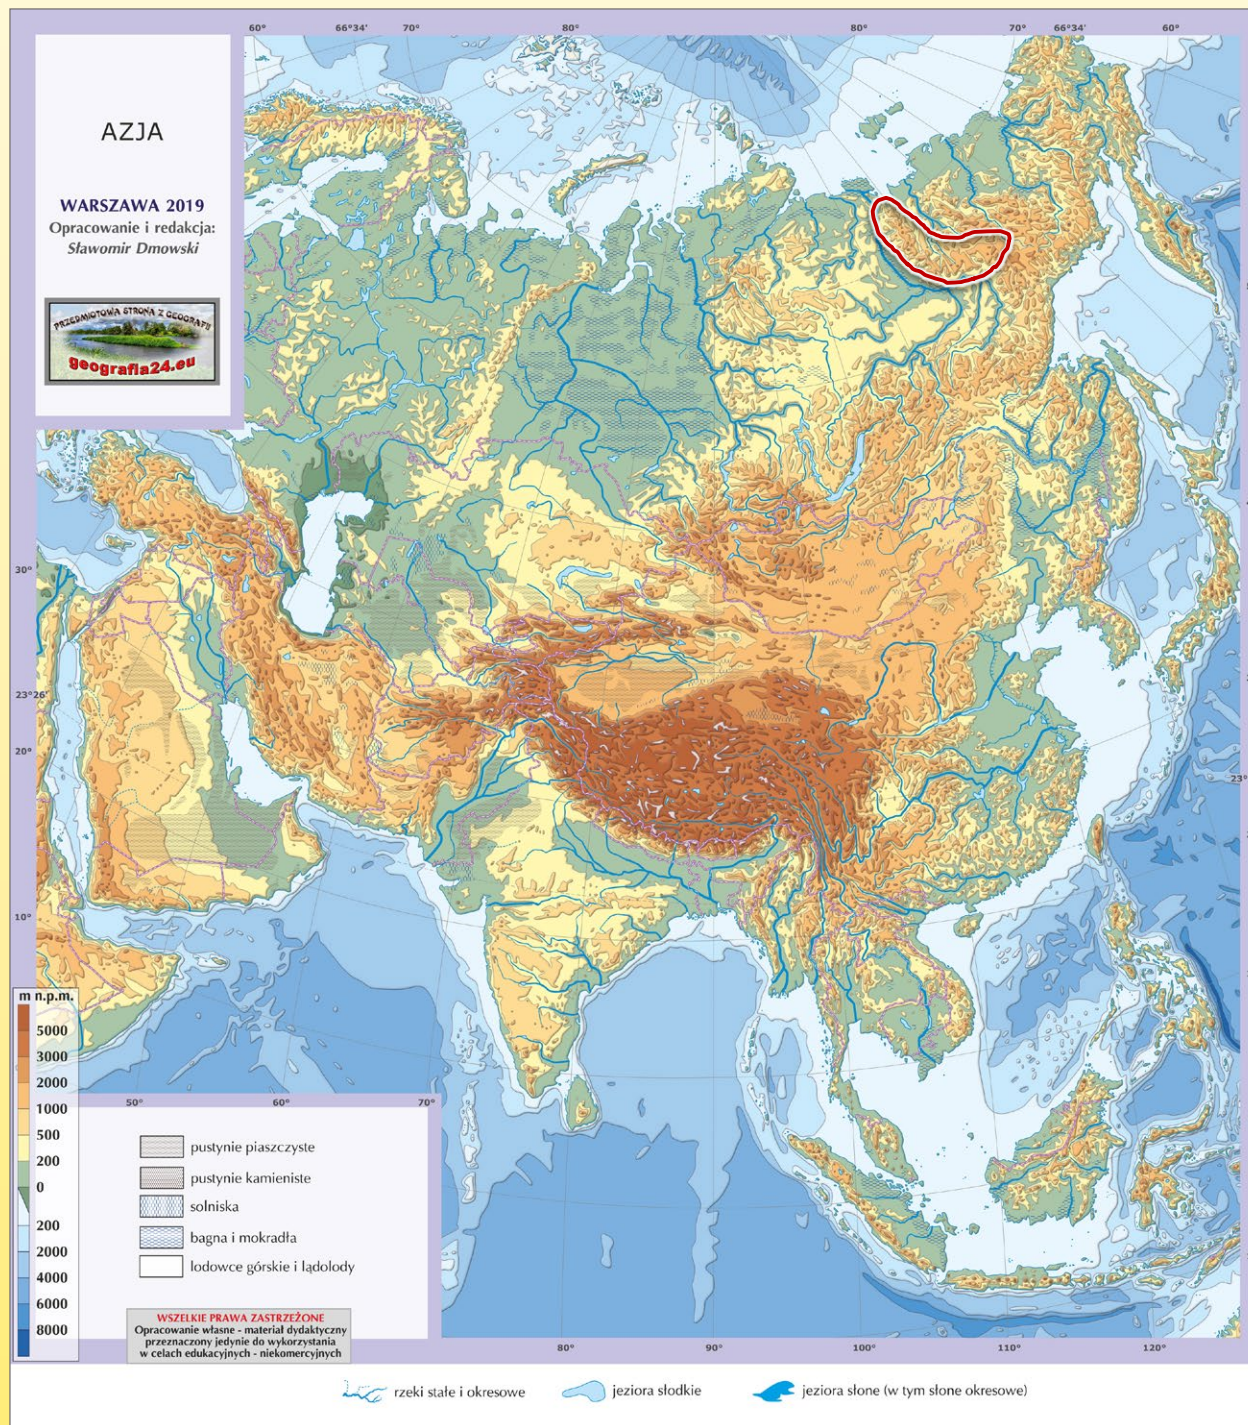 60° 66°34' 70° 80° 80° 70° 66°34' 60°
AZJA
WARSZAWA 2019
Opracowanie i redakcja:
Sławomir Dmowski
PRZEDMIOTOWA STRONA Z GEOGRAFII
geografia24.eu
30°
23°26'
20°
23°
10°
m n.p.m.
5000
3000
2000
1000
500
200
0
200
2000
4000
6000
8000
50° 60° 70°
pustynie piaszczyste
pustynie kamieniste
soliska
bagna i mokradła
lodowce górskie i lądolody
WSZELKIE PRAWA ZASTRZEŻONE
Opracowanie własne - materiał dydaktyczny
przeznaczony jedynie do wykorzystania
w celach edukacyjnych - niekomercyjnych
80° 90° 100° 110° 120°
rzeki stałe i okresowe
jeziora słodkie
jeziora słone (w tym słone okresowe)